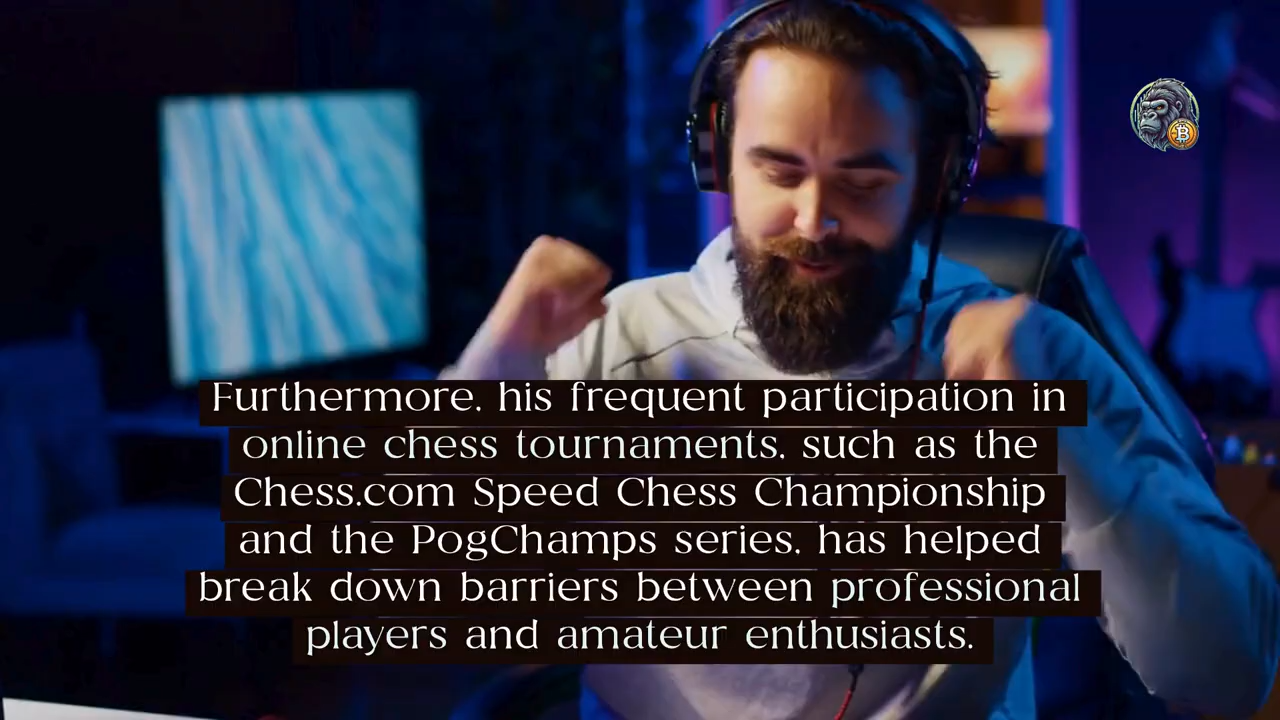 Furthermore, his frequent participation in
online chess tournaments, such as the
Chess.com Speed Chess Championship
and the PogChamps series, has helped
break down barriers between professional
players and amateur enthusiasts.